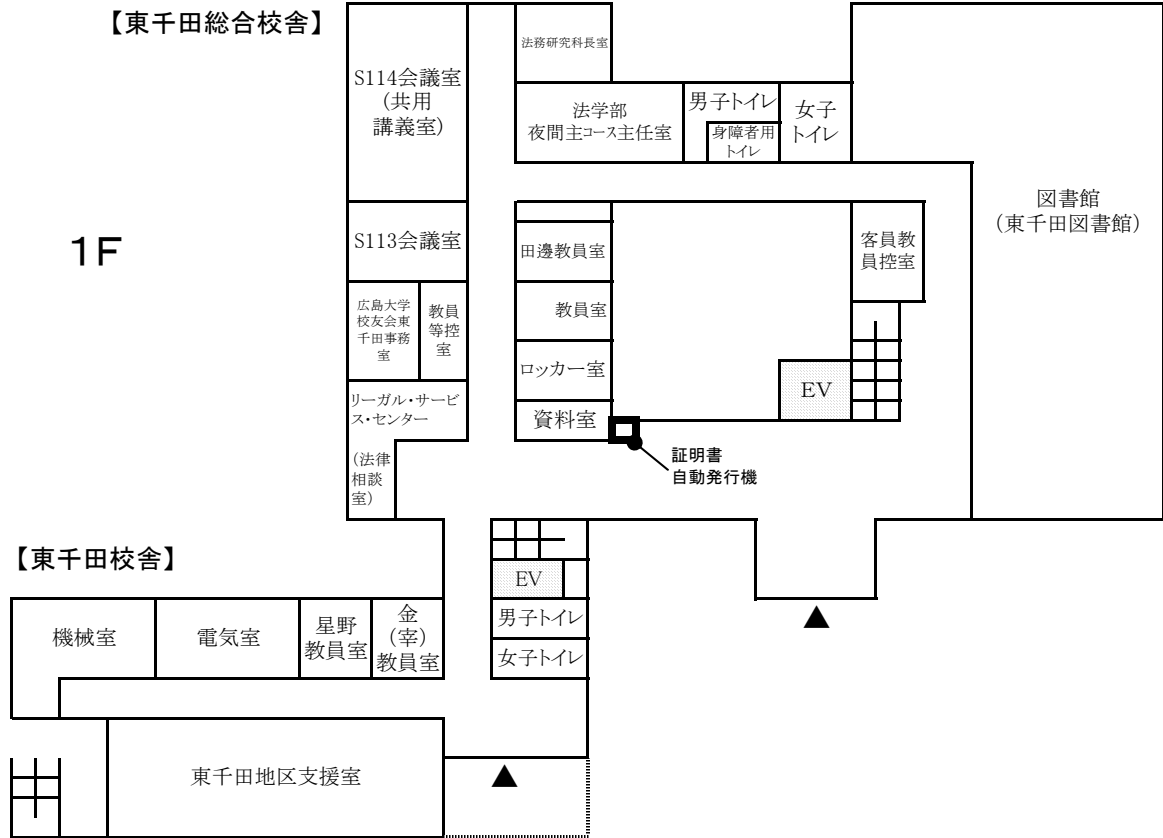 【東千田総合校舎】
法務研究科長室
S114会議室
(共用
講義室)
法学部
夜間主コース主任室
男子トイレ
身障者用
トイレ
女子
トイレ
図書館
(東千田図書館)
1F
S113会議室
田邊教員室
客員教
員控室
広島大学
校友会東
千田事務
室
教員
等控
室
教員室
ロッカー室
EV
リーガル・サービ
ス・センター
資料室
(法律
相談
室)
証明書
自動発行機
【東千田校舎】
EV
機械室
電気室
星野
教員室
金
(宰)
教員室
男子トイレ
女子トイレ
東千田地区支援室